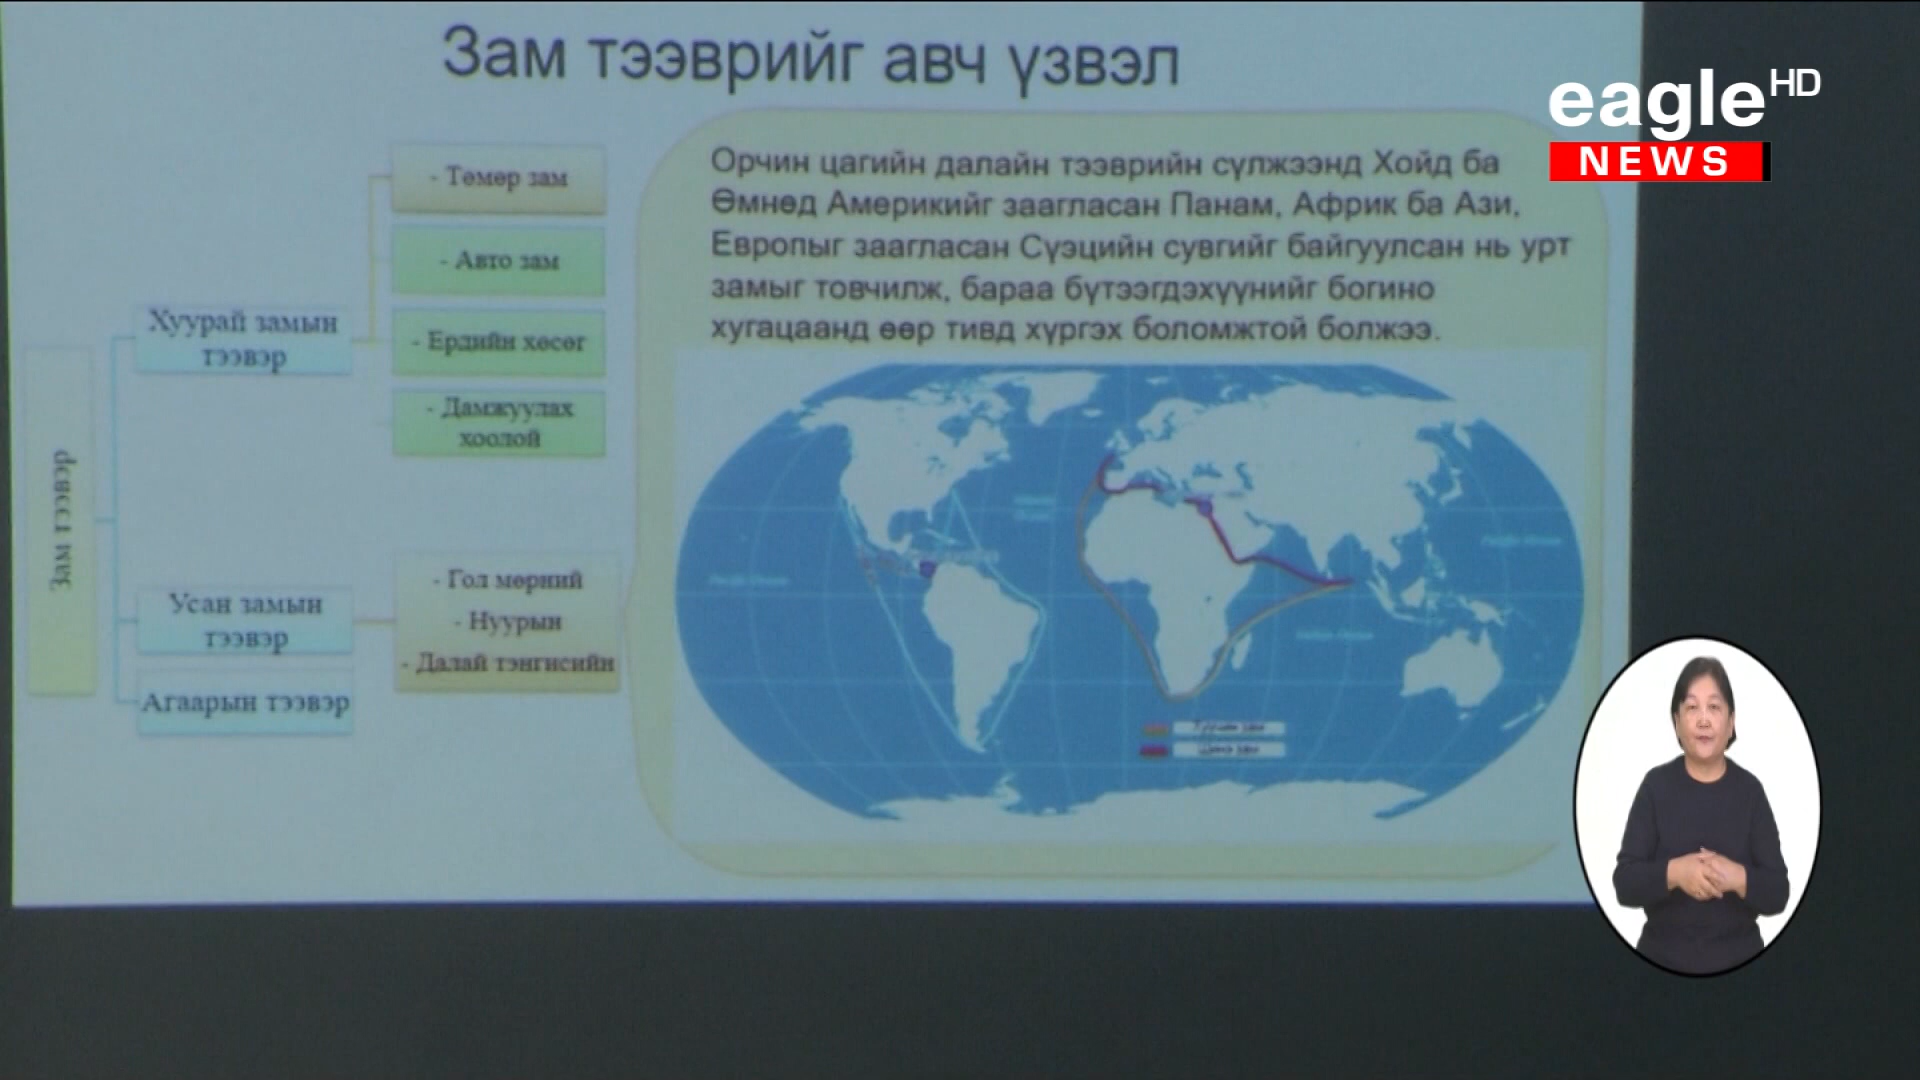 Зам тээврийг авч үзвэл
eagle HD
NEWS
Зам тээвэр
Хуурай замын
тээвэр
- Төмөр зам
- Авто зам
- Ердийн хөсөг
- Дамжуулах
хоолой
Усан замын
тээвэр
- Гол мөрний
- Нуурын
- Далай тэнгисийн
Агаарын тээвэр
Орчин цагийн далайн тээврийн сүлжээнд Хойд ба
Өмнөд Америкийг заагласан Панам, Африк ба Ази,
Европыг заагласан Суэцийн сувгийг байгуулсан нь урт
замыг товчилж, бараа бүтээгдэхүүнийг богино
хугацаанд өөр тивд хүргэх боломжтой болжээ.
Шинэ зам